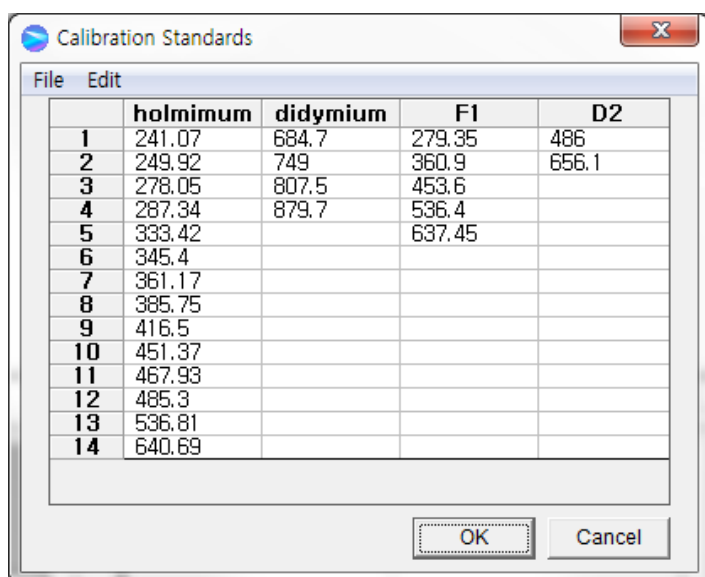 Calibration Standards
File Edit
holmimum didymium F1 D2
1 241.07 684.7 279.35 486
2 249.92 749 360.9 656.1
3 278.05 807.5 453.6
4 287.34 879.7 536.4
5 333.42 637.45
6 345.4
7 361.17
8 385.75
9 416.5
10 451.37
11 467.93
12 485.3
13 536.81
14 640.69
OK Cancel